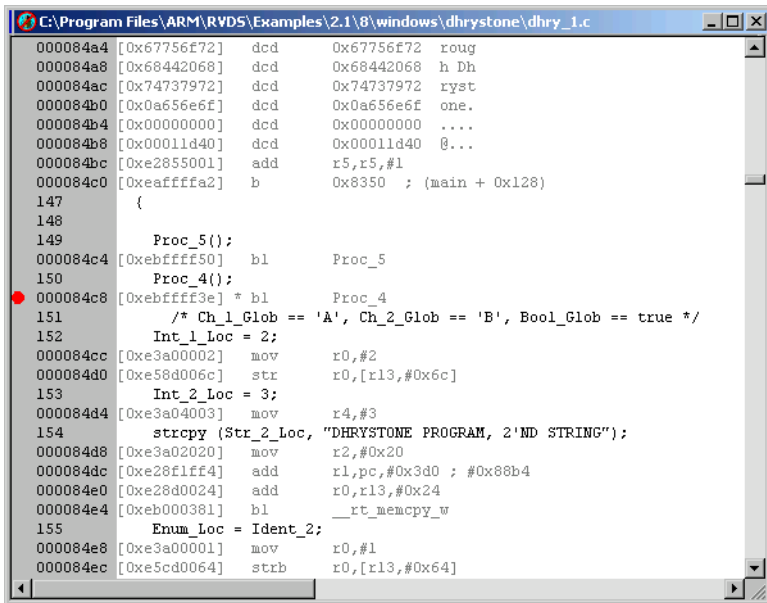 C:\Program Files\ARM\RVDS\Examples\2.1\8\windows\dhrystone\dhry_1.c
000084a4 [0x67756f72] dcd 0x67756f72 roug
000084a8 [0x68442068] dcd 0x68442068 h Dh
000084ac [0x74737972] dcd 0x74737972 ryst
000084b0 [0x0a656e6f] dcd 0x0a656e6f one.
000084b4 [0x00000000] dcd 0x00000000 ....
000084b8 [0x00011d40] dcd 0x00011d40 @...
000084bc [0xe2855001] add r5,r5,#1
000084c0 [0xeaffffa2] b 0x8350 ; (main + 0x128)
147 {
148
149 Proc_5();
000084c4 [0xebffff50] bl Proc_5
150 Proc_4();
000084c8 [0xebffff3e] * bl Proc_4
151 /* Ch_1_Glob == 'A', Ch_2_Glob == 'B', Bool_Glob == true */
152 Int_1_Loc = 2;
000084cc [0xe3a00002] mov r0,#2
000084d0 [0xe58d006c] str r0,[r13,#0x6c]
153 Int_2_Loc = 3;
000084d4 [0xe3a04003] mov r4,#3
154 strcpy (Str_2_Loc, "DHRYSTONE PROGRAM, 2'ND STRING");
000084d8 [0xe3a02020] mov r2,#0x20
000084dc [0xe28f1ff4] add r1,pc,#0x3d0 ; #0x88b4
000084e0 [0xe28d0024] add r0,r13,#0x24
000084e4 [0xeb000381] bl __rt_memcpy_w
155 Enum_Loc = Ident_2;
000084e8 [0xe3a00001] mov r0,#1
000084ec [0xe5cd0064] strb r0,[r13,#0x64]